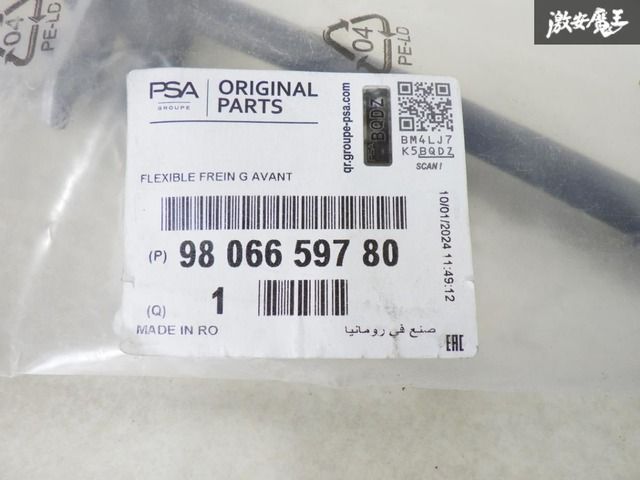 激安魔王
04
PE-LD
04
PE-LD
PSA
GROUPE
ORIGINAL
PARTS
qr.groupe-psa.com
PSA
BQDZ
BM4LJ7
K5BQDZ
SCAN !
FLEXIBLE FREIN G AVANT
10/01/2024 11:49:12
(P) 98 066 597 80
(Q) 1
MADE IN RO
صنع في رومانيا
EAC